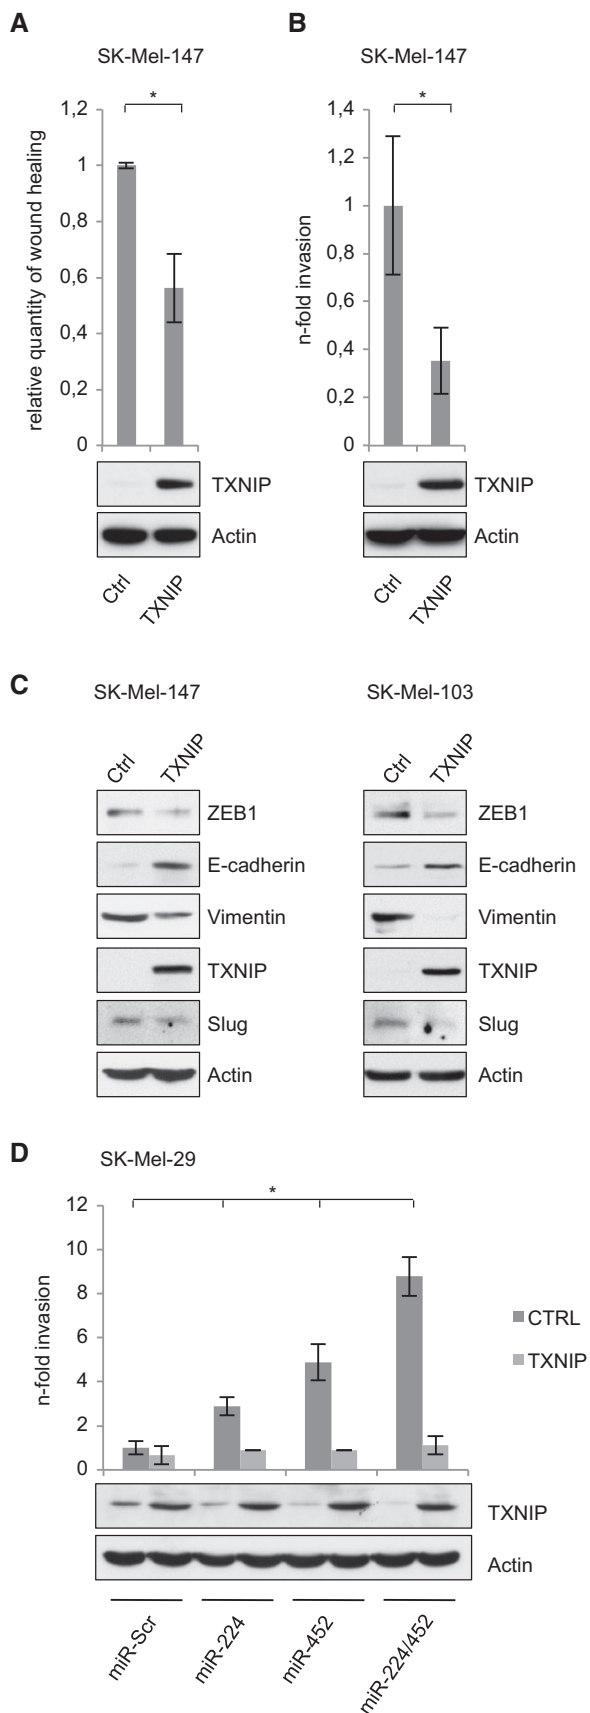 A
B
SK-Mel-147
SK-Mel-147
*
*
1,2
1
0,8
0,6
0,4
0,2
0
relative quantity of wound healing
1,4
1,2
1
0,8
0,6
0,4
0,2
0
n-fold invasion
TXNIP
TXNIP
Actin
Actin
Ctrl
TXNIP
Ctrl
TXNIP
C
SK-Mel-147
SK-Mel-103
Ctrl
TXNIP
Ctrl
TXNIP
ZEB1
ZEB1
E-cadherin
E-cadherin
Vimentin
Vimentin
TXNIP
TXNIP
Slug
Slug
Actin
Actin
D
SK-Mel-29
*
12
10
8
6
4
2
0
n-fold invasion
CTRL
TXNIP
TXNIP
Actin
miR-Scr
miR-224
miR-452
miR-224/452